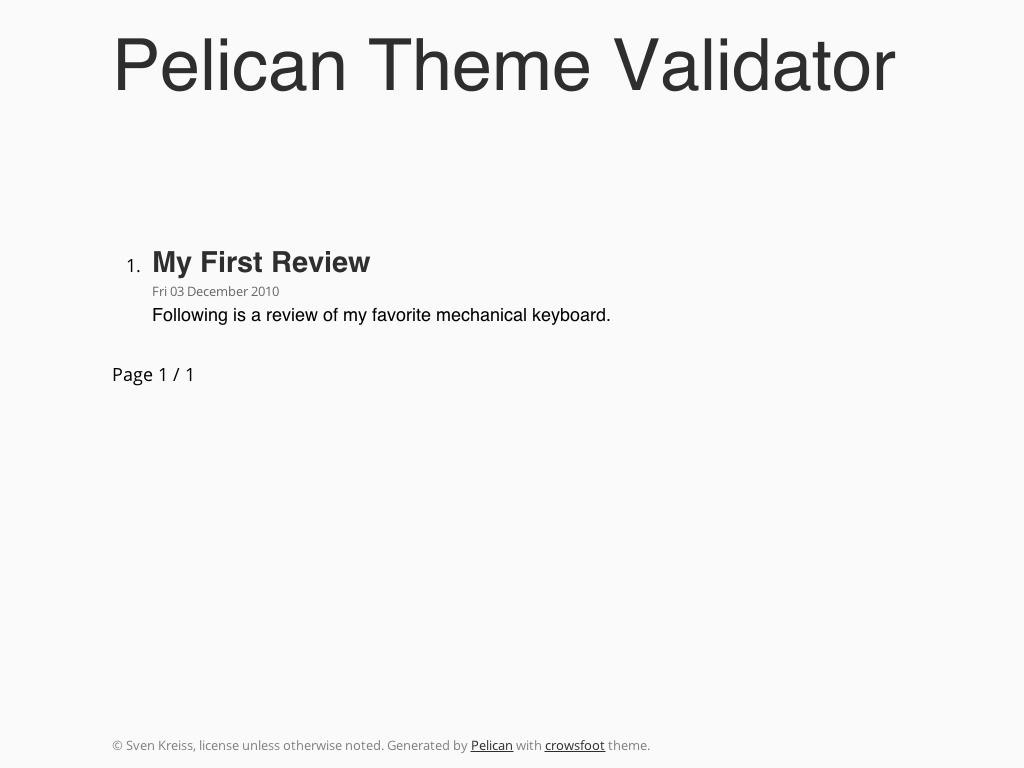 Pelican Theme Validator
1. My First Review
Fri 03 December 2010
Following is a review of my favorite mechanical keyboard.
Page 1 / 1
© Sven Kreiss, license unless otherwise noted. Generated by Pelican with crowsfoot theme.